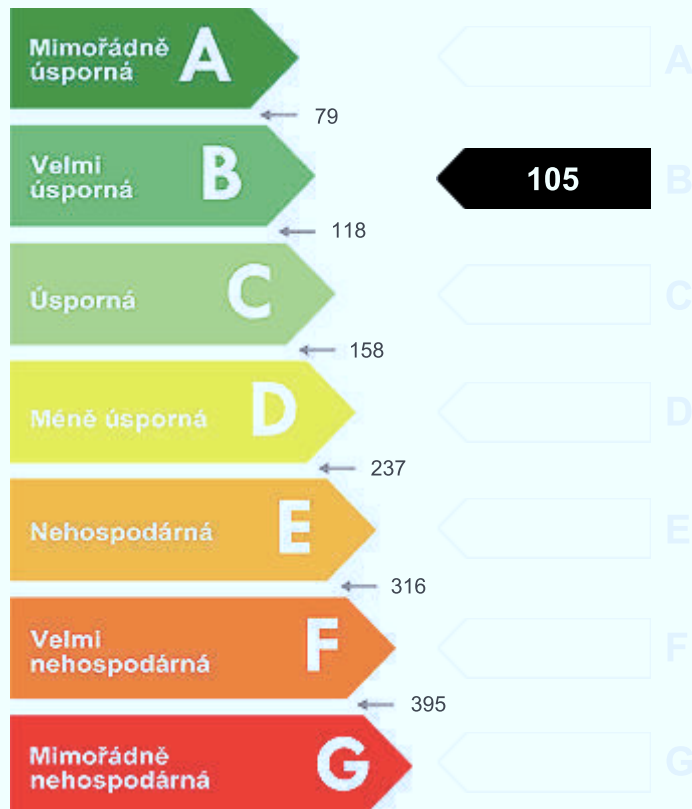 Mimořádně
úsporná
A
A
79
Velmi
úsporná
B
105
B
118
Úsporná
C
C
158
Méně úsporná
D
D
237
Nehospodárná
E
E
316
Velmi
nehospodárná
F
F
395
Mimořádně
nehospodárná
G
G